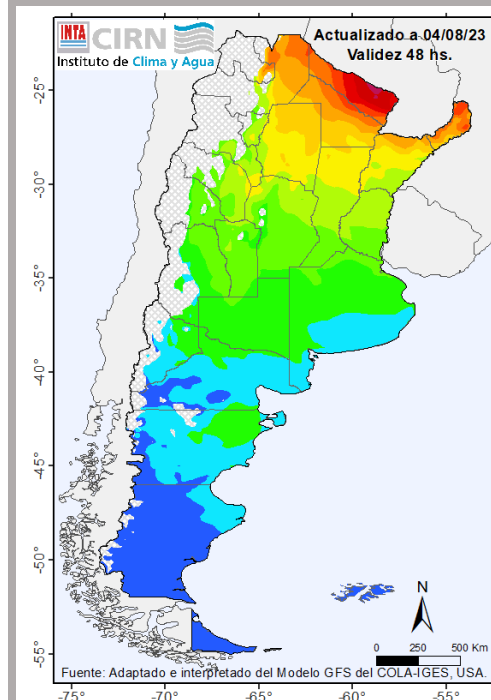 INTA CIRN
Instituto de Clima y Agua
Actualizado a 04/08/23
Validez 48 hs.
-25°
-30°
-35°
-40°
-45°
-50°
-55°
N
0 250 500 Km
Fuente: Adaptado e interpretado del Modelo GFS del COLA-IGES, USA.
-75 -70° -65° -60° -55°